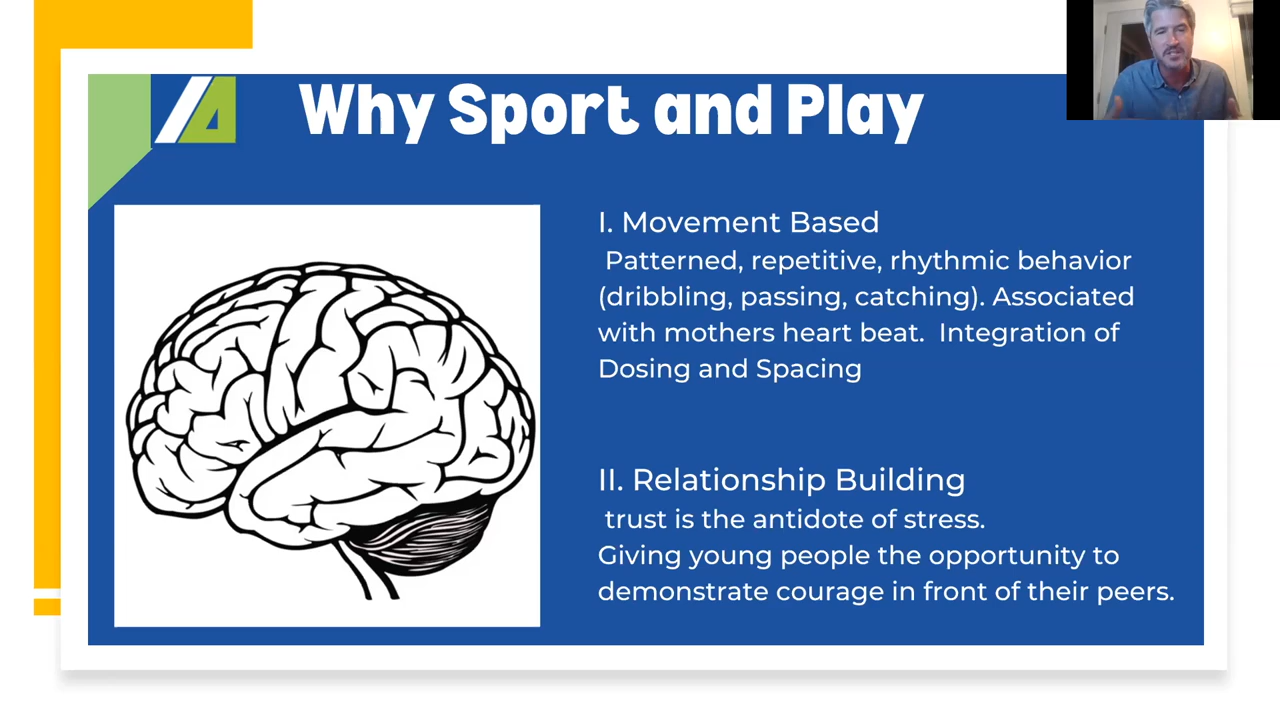 Why Sport and Play
I. Movement Based
Patterned, repetitive, rhythmic behavior
(dribbling, passing, catching). Associated
with mothers heart beat. Integration of
Dosing and Spacing
II. Relationship Building
trust is the antidote of stress.
Giving young people the opportunity to
demonstrate courage in front of their peers.